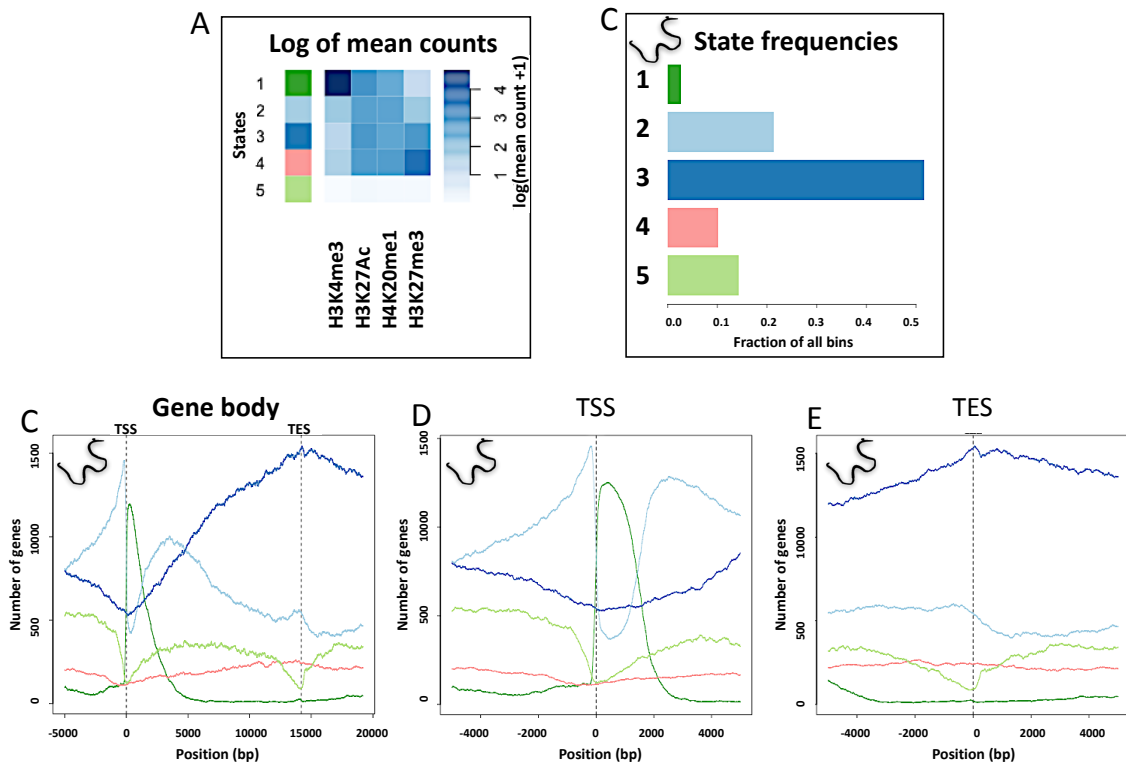 A
Log of mean counts
States
1
2
3
4
5
1 2 3 4
log(mean count +1)
H3K4me3
H3K27Ac
H4K20me1
H3K27me3
C
State frequencies
1
2
3
4
5
0.0 0.1 0.2 0.3 0.4 0.5
Fraction of all bins
C
Gene body
TSS TES
Number of genes
1500
10000
500
0
-5000 0 5000 10000 15000 20000
Position (bp)
D
TSS
Number of genes
1500
10000
500
0
-4000 -2000 0 2000 4000
Position (bp)
E
TES
Number of genes
1500
10000
500
0
-4000 -2000 0 2000 4000
Position (bp)